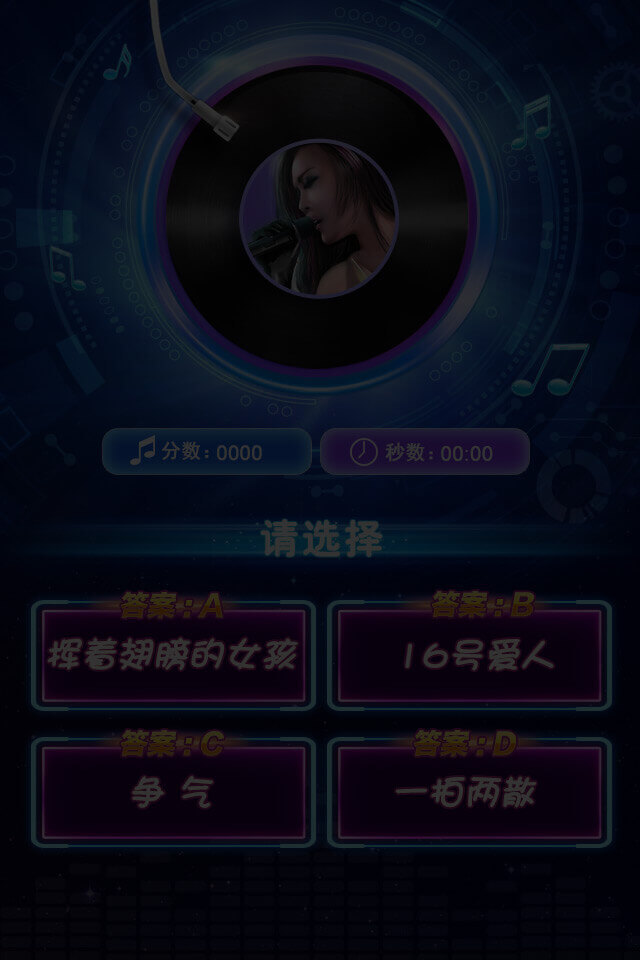 分数:0000
秒数:00:00
请选择
答案:A
挥着翅膀的女孩
答案:B
16号爱人
答案:C
争 气
答案:D
一拍两散